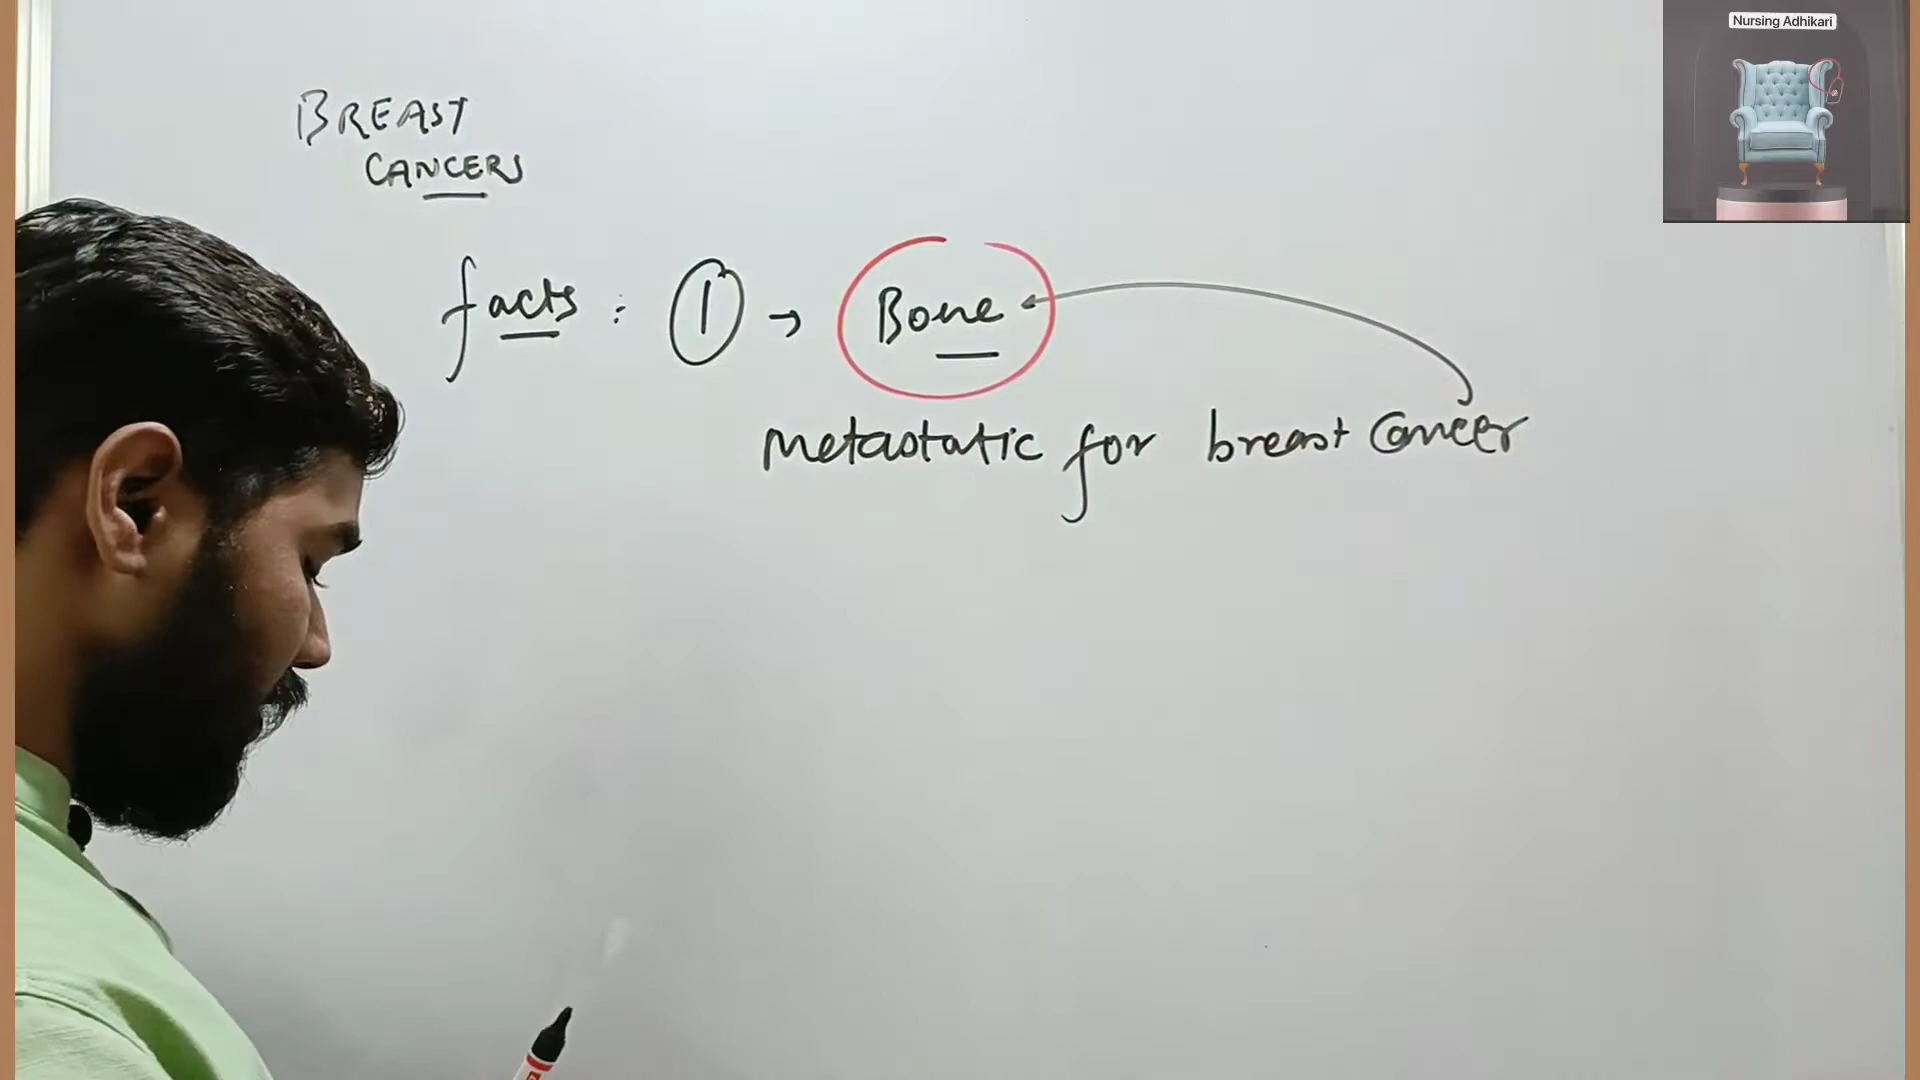 Nursing Adhikari
BREAST
CANCERS
facts : 1 → Bone
Metastatic for breast Cancer